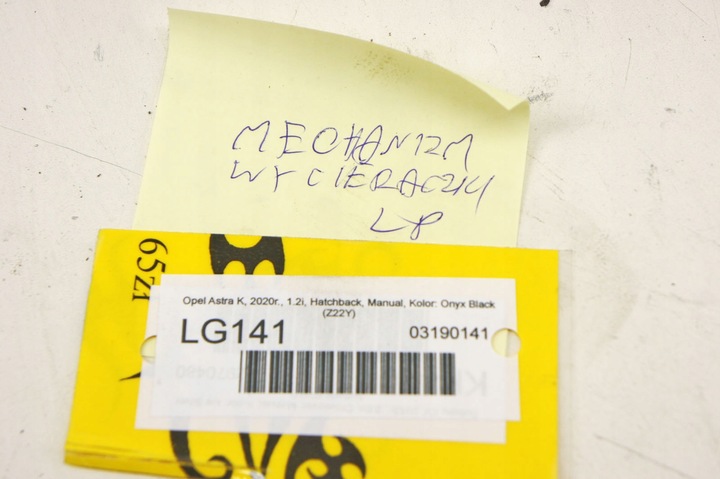 MECHANIZM
WYCIERACZKI
LP
65zł
Opel Astra K, 2020r., 1.2i, Hatchback, Manual, Kolor: Onyx Black
(Z22Y)
LG141
03190141